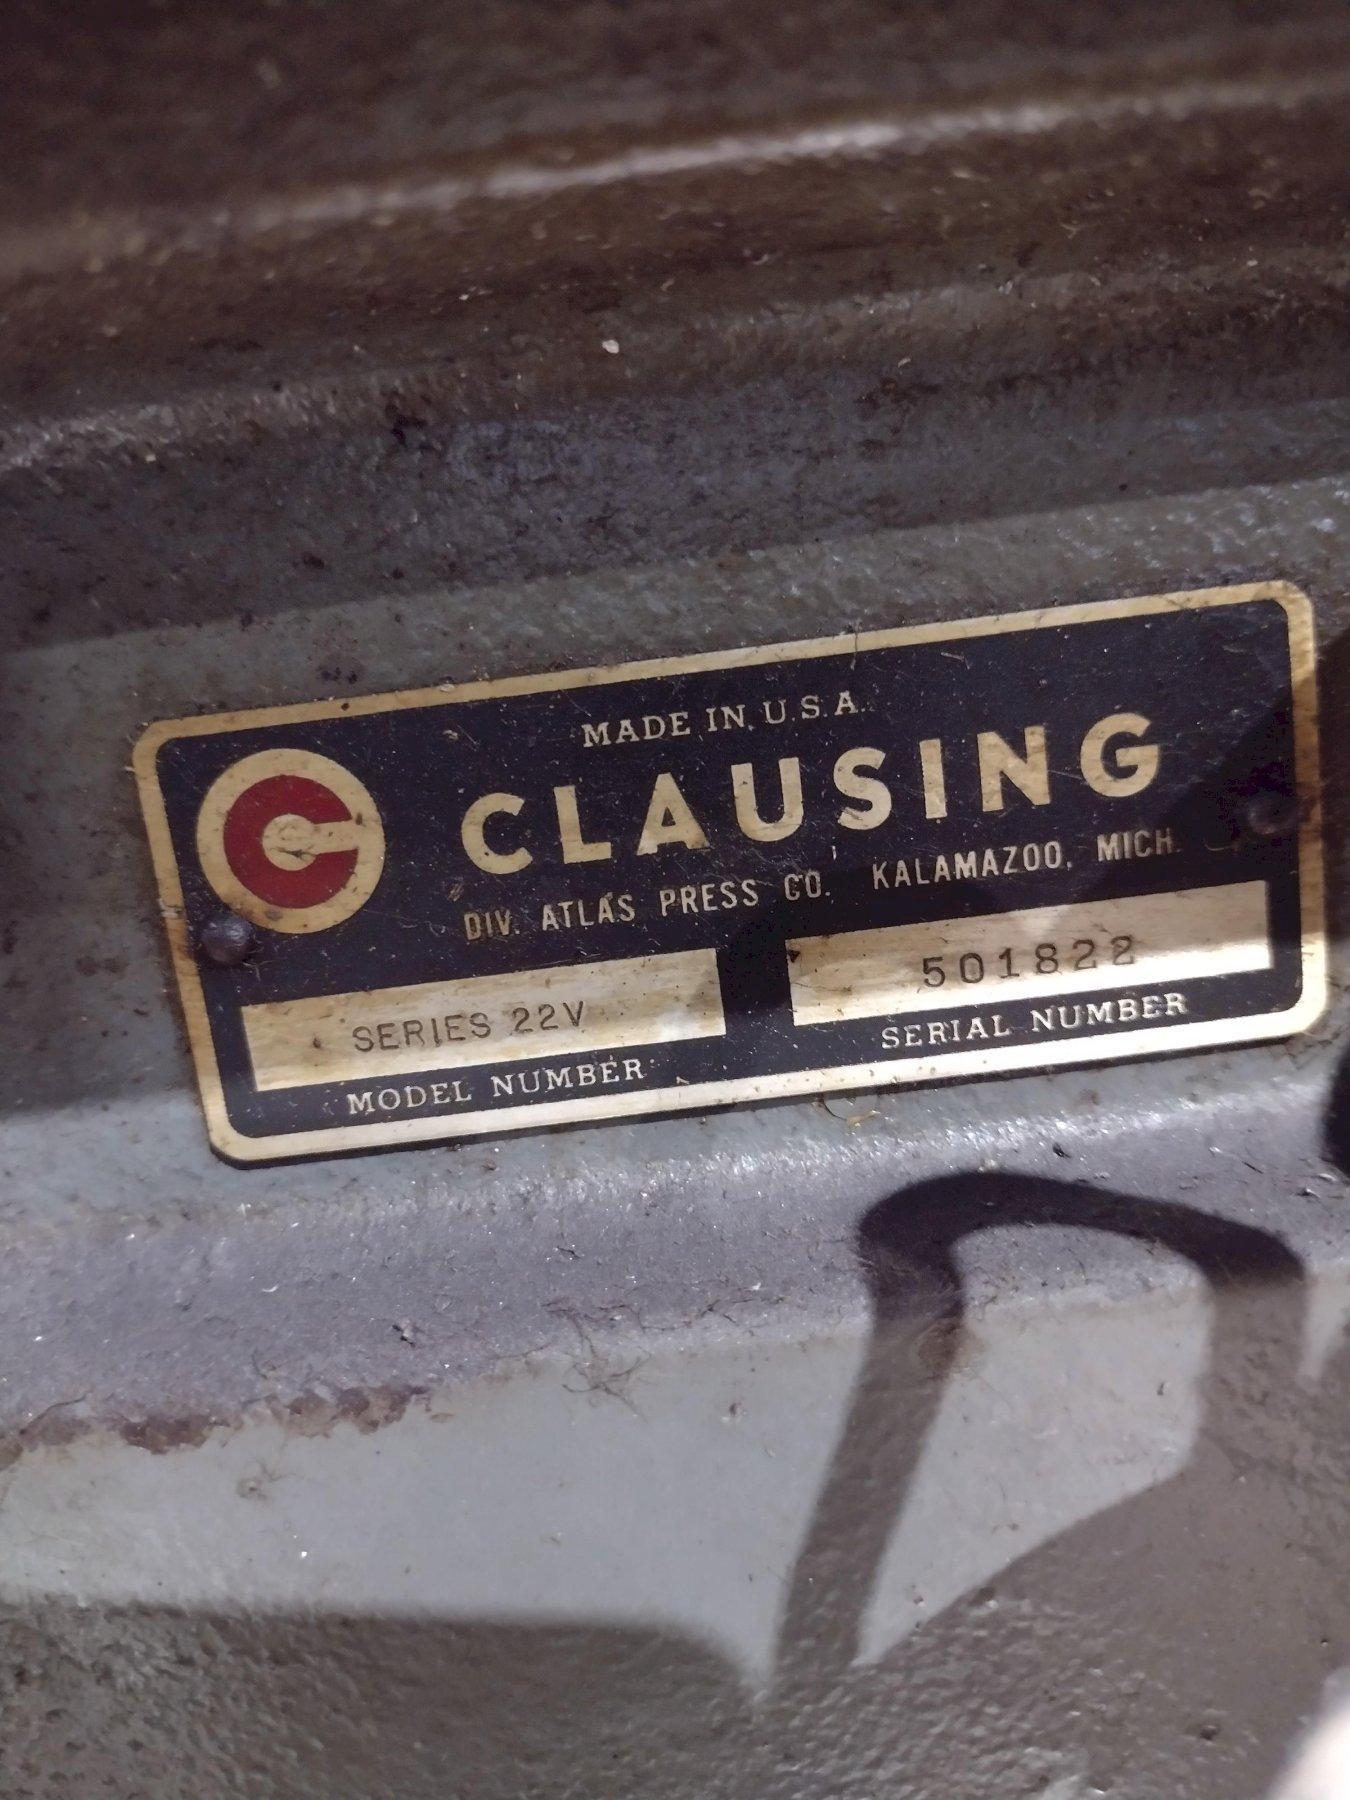 MADE IN U.S.A.
CLAUSING
DIV. ATLAS PRESS CO. KALAMAZOO, MICH.
SERIES 22V
501822
MODEL NUMBER
SERIAL NUMBER